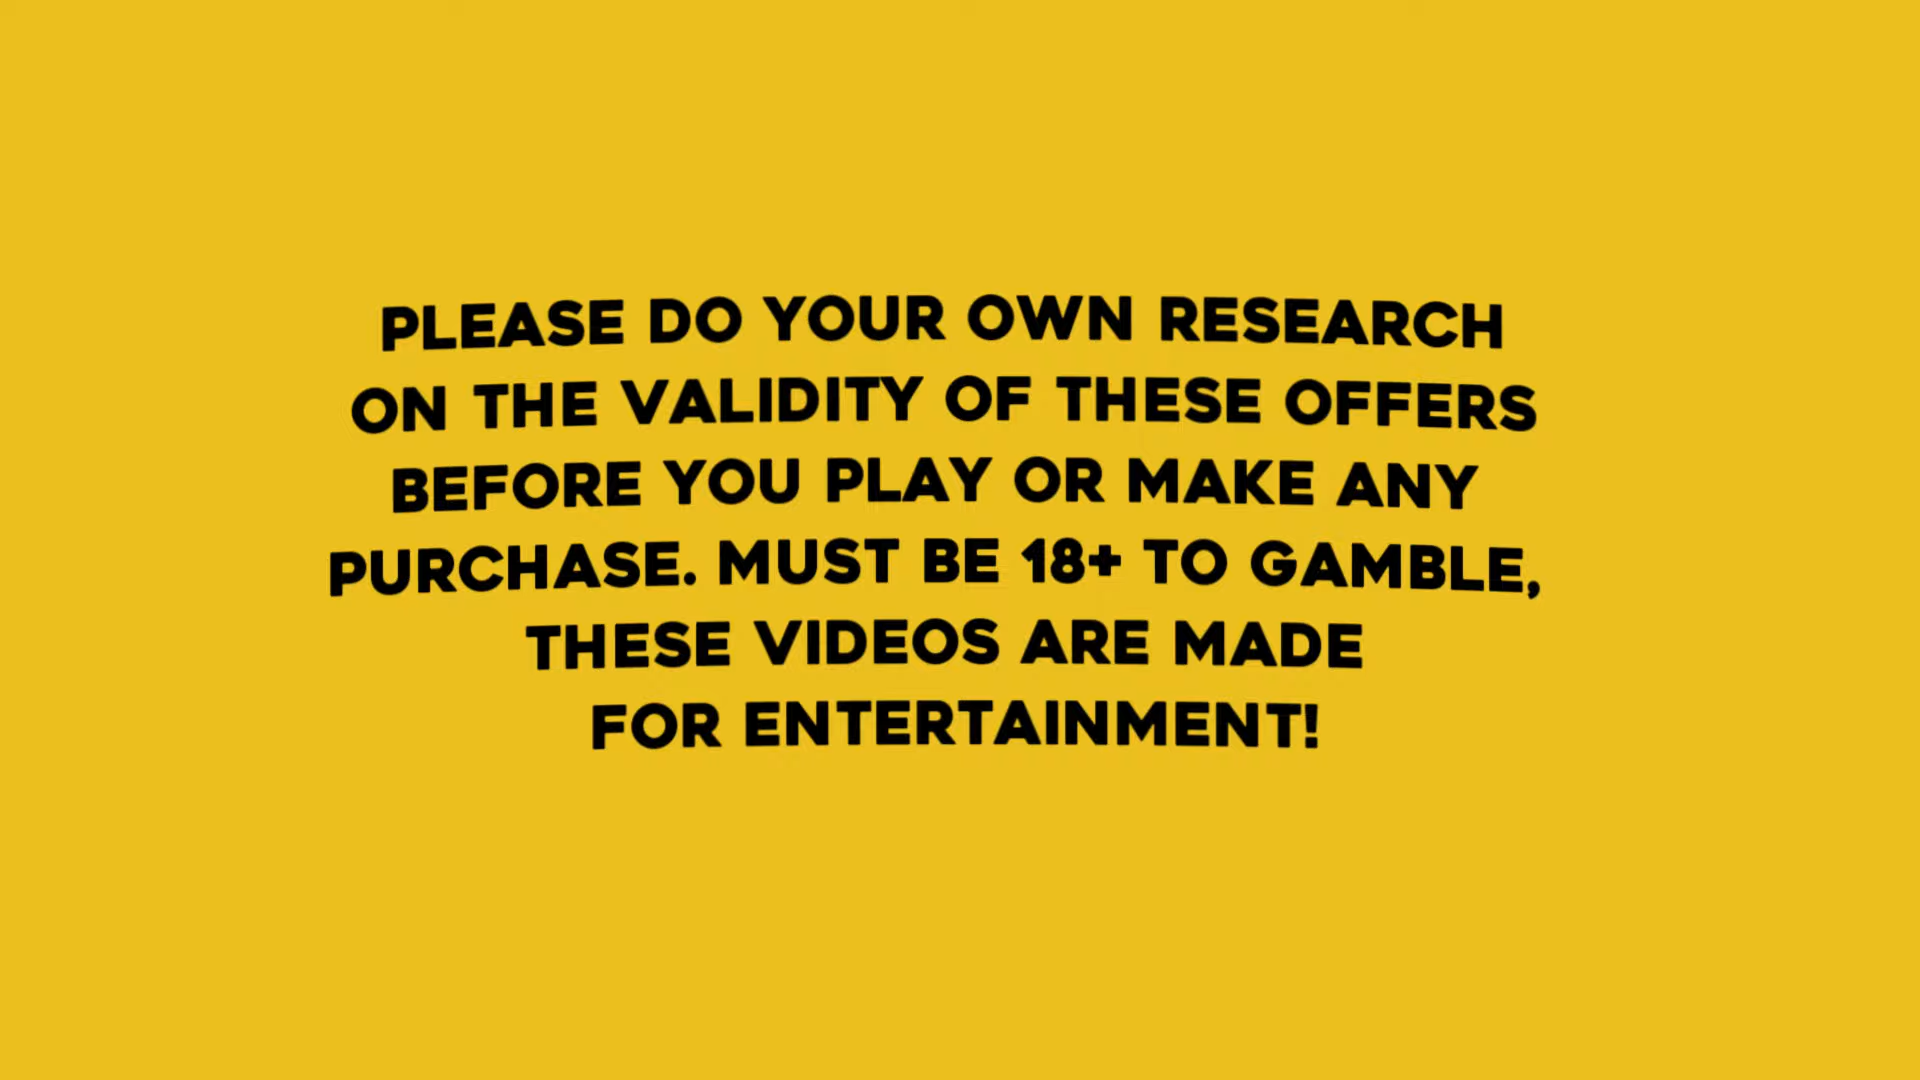 PLEASE DO YOUR OWN RESEARCH
ON THE VALIDITY OF THESE OFFERS
BEFORE YOU PLAY OR MAKE ANY
PURCHASE. MUST BE 18+ TO GAMBLE,
THESE VIDEOS ARE MADE
FOR ENTERTAINMENT!